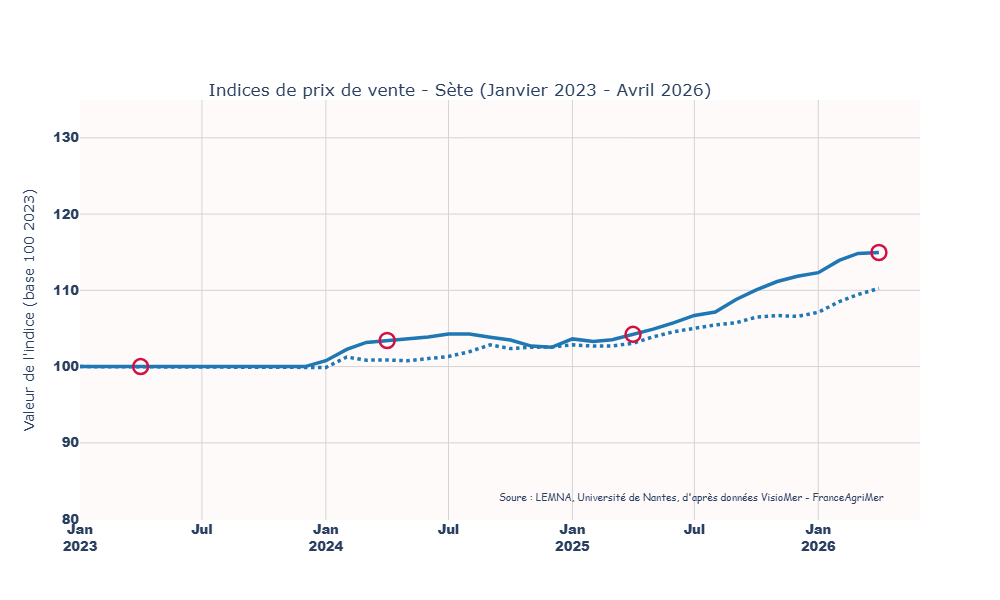 Indices de prix de vente - Sète (Janvier 2023 - Avril 2026)
Valeur de l'indice (base 100 2023)
130
120
110
100
90
80
Soure : LEMNA, Université de Nantes, d'après données VisioMer - FranceAgriMer
Jan Jul Jan Jul Jan Jul Jan
2023 2024 2025 2026